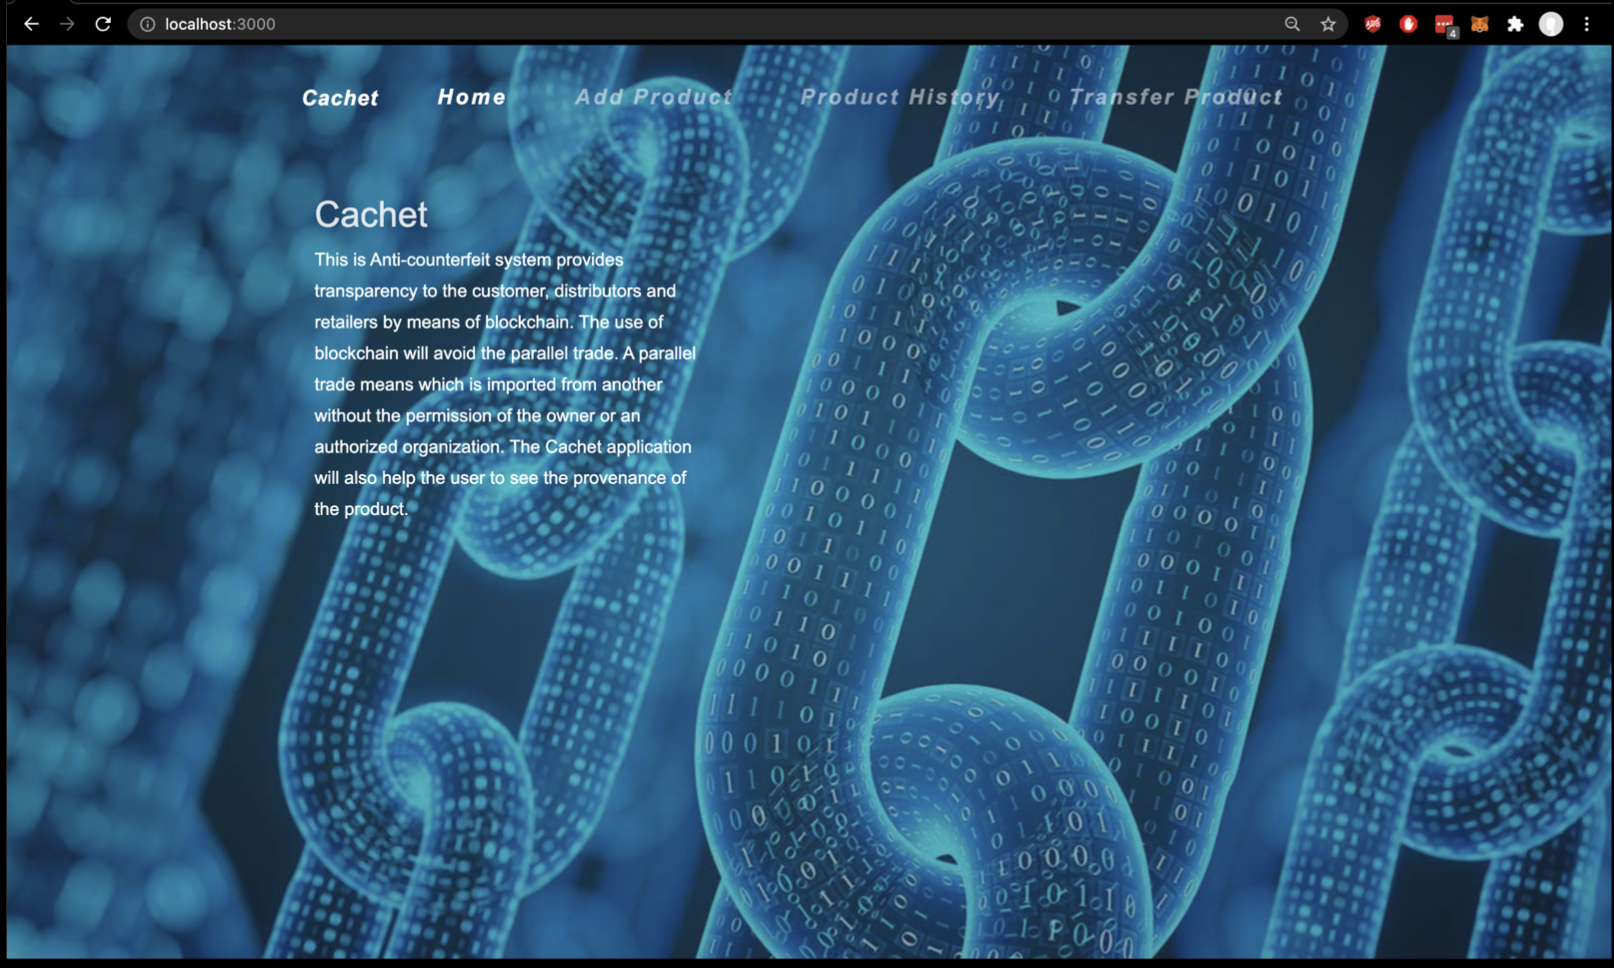 localhost:3000
4
Cachet Home Add Product Product History Transfer Product
Cachet
This is Anti-counterfeit system provides
transparency to the customer, distributors and
retailers by means of blockchain. The use of
blockchain will avoid the parallel trade. A parallel
trade means which is imported from another
without the permission of the owner or an
authorized organization. The Cachet application
will also help the user to see the provenance of
the product.